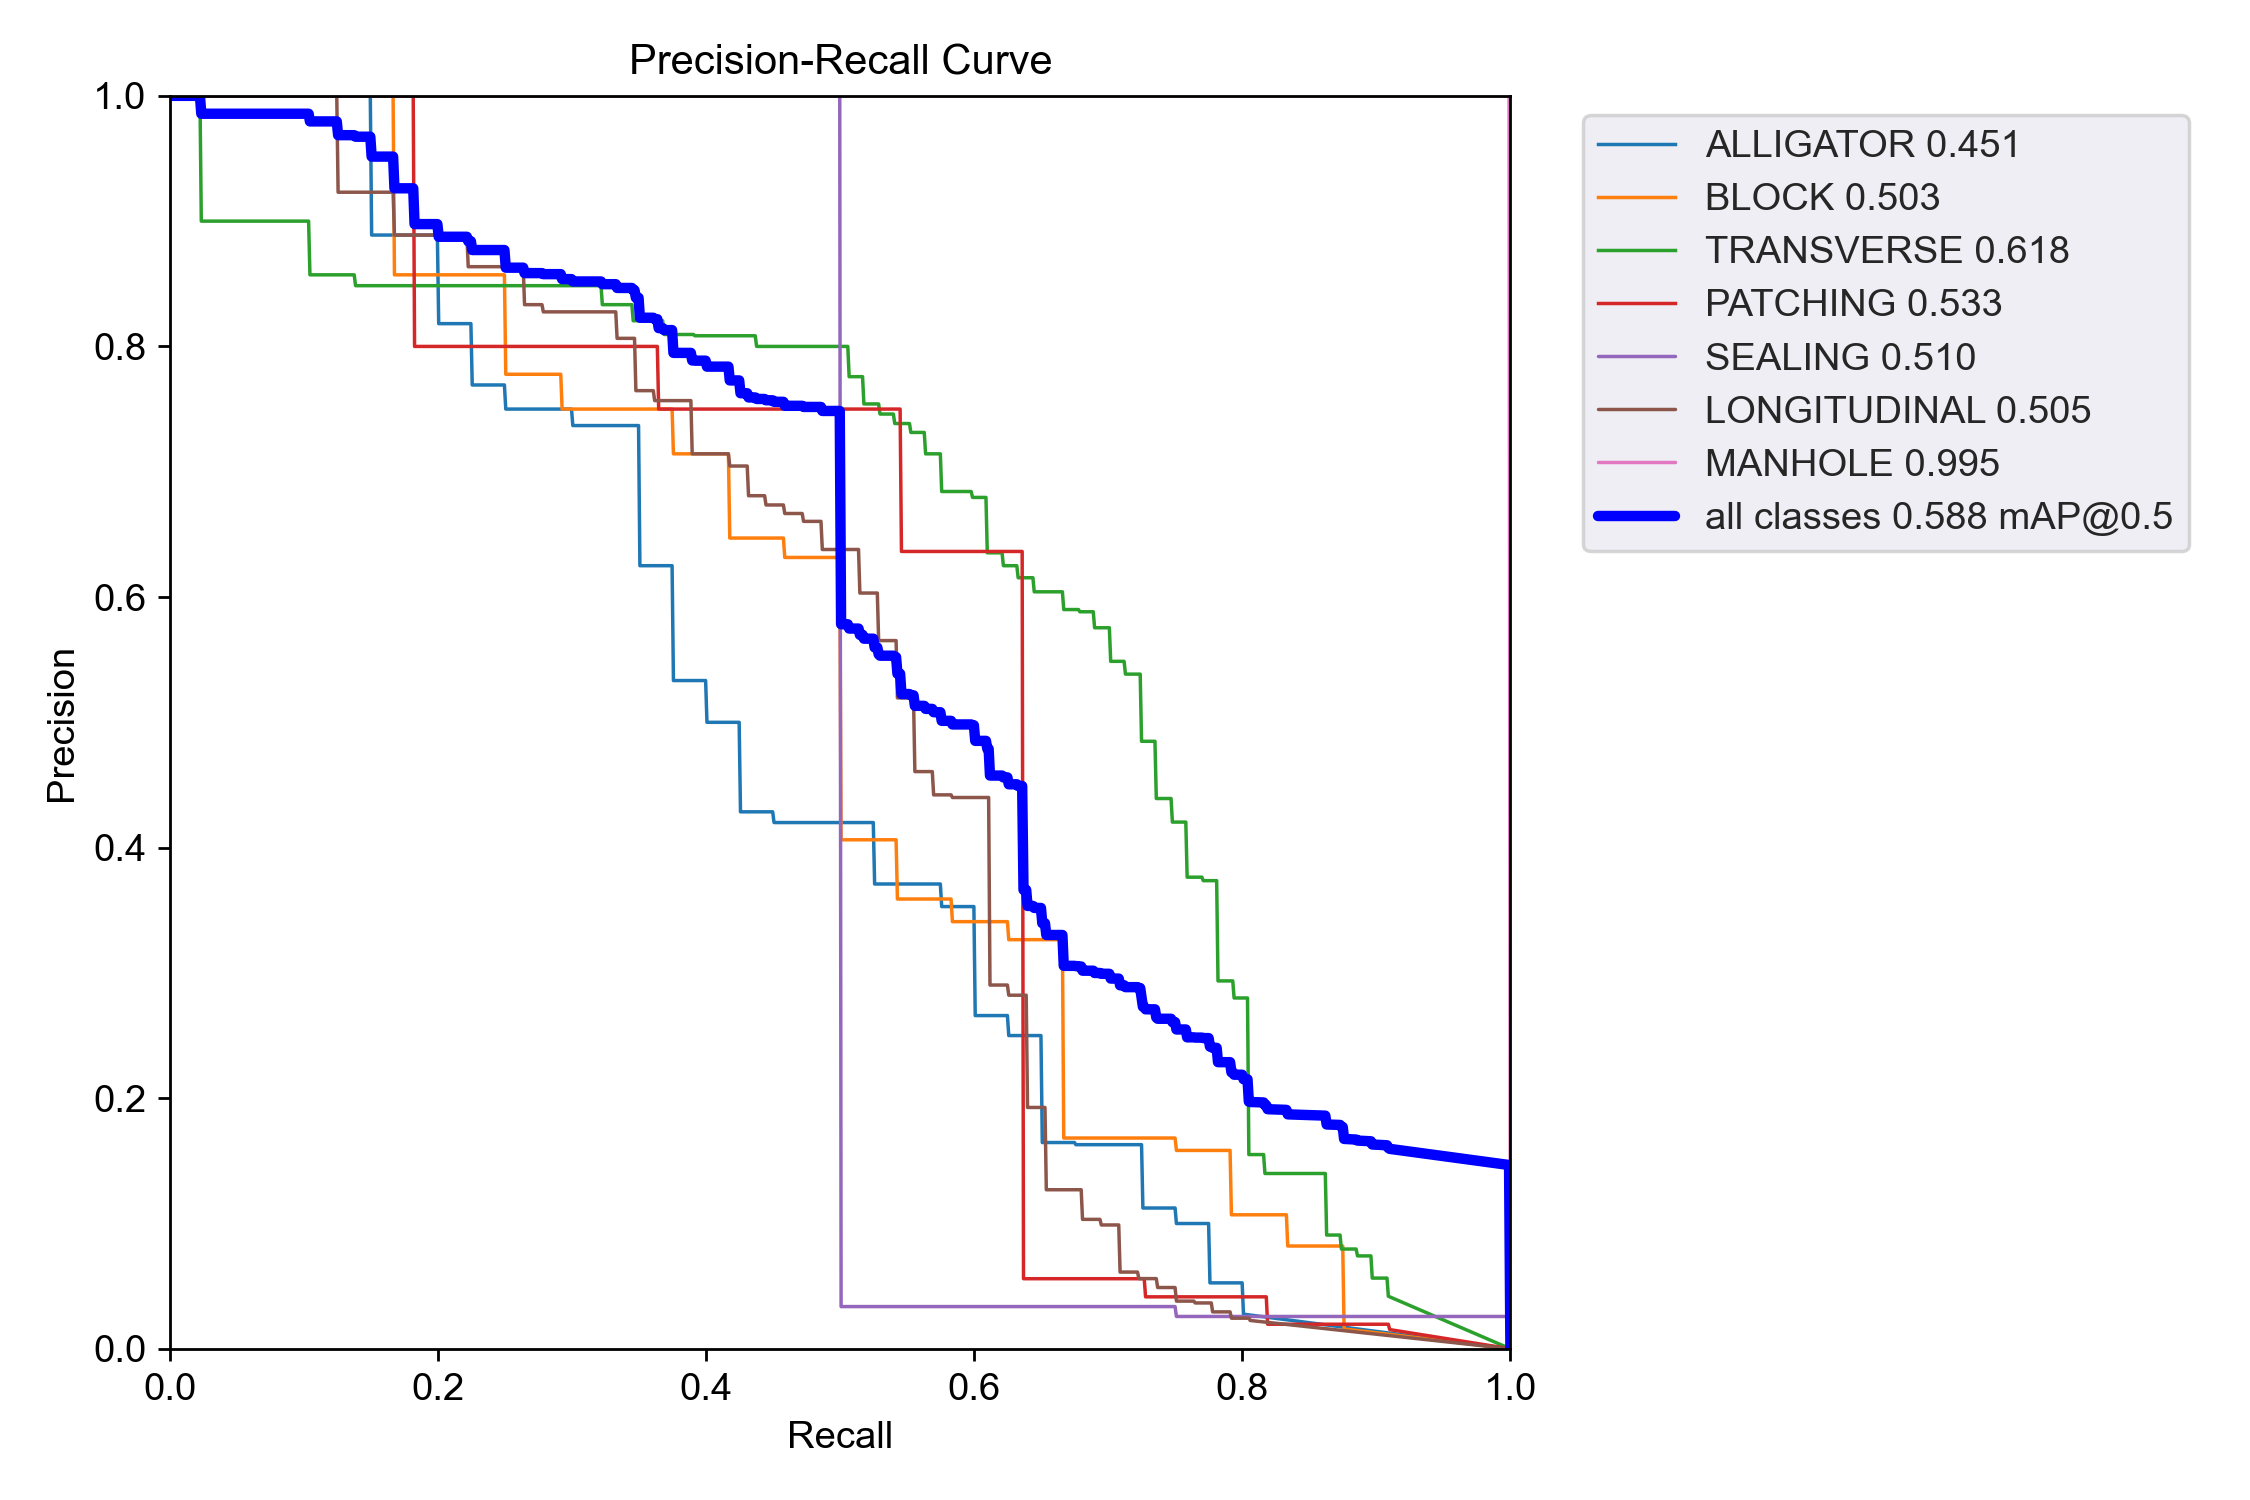 Precision-Recall Curve
1.0
0.8
0.6
0.4
0.2
0.0
Precision
0.0 0.2 0.4 0.6 0.8 1.0
Recall
ALLIGATOR 0.451
BLOCK 0.503
TRANSVERSE 0.618
PATCHING 0.533
SEALING 0.510
LONGITUDINAL 0.505
MANHOLE 0.995
all classes 0.588 mAP@0.5